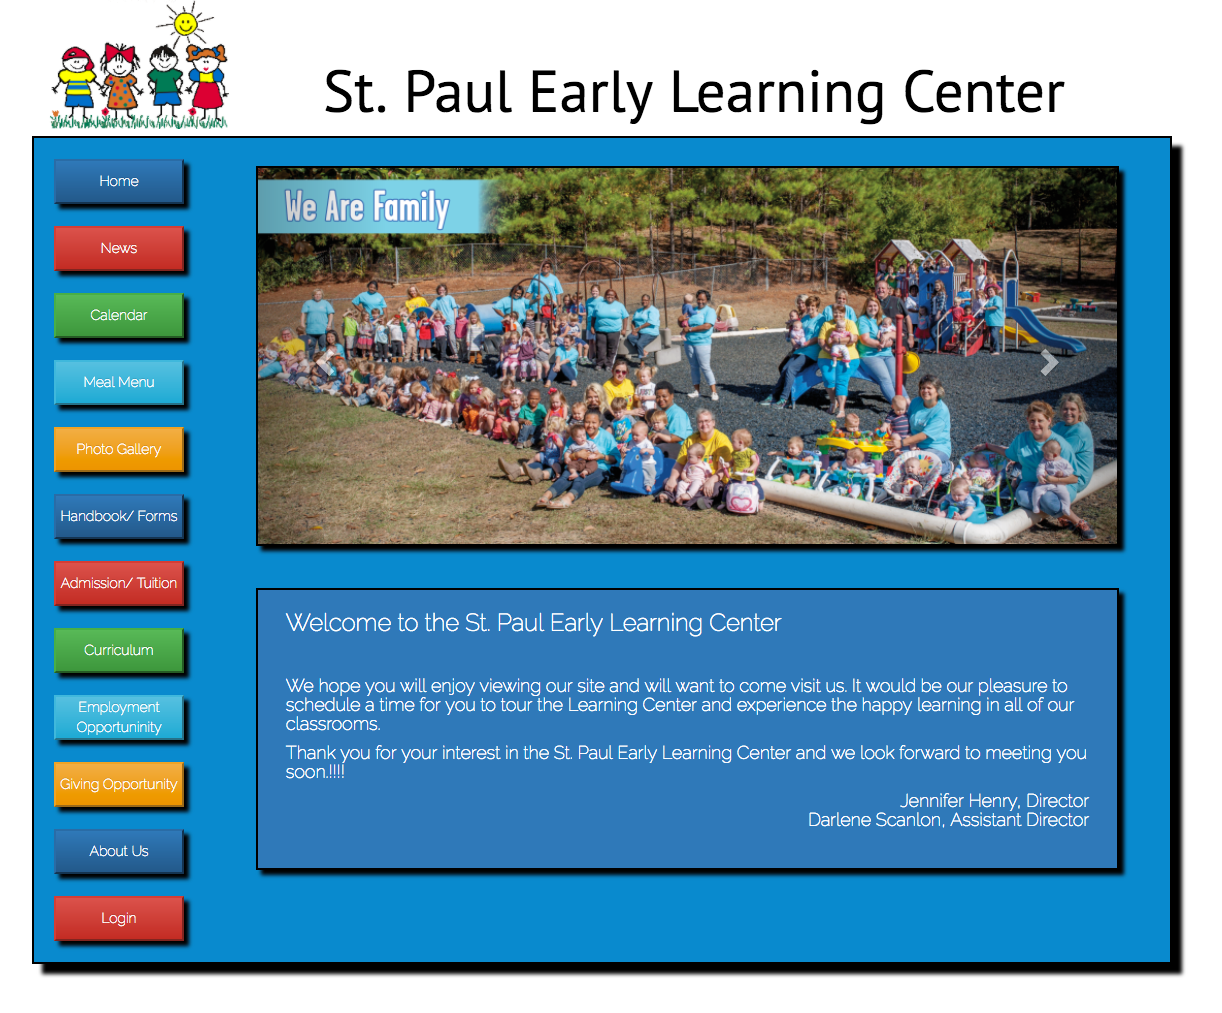 St. Paul Early Learning Center
Home
News
Calendar
Meal Menu
Photo Gallery
Handbook/ Forms
Admission/ Tuition
Curriculum
Employment
Opportuninity
Giving Opportunity
About Us
Login
We Are Family
Welcome to the St. Paul Early Learning Center
We hope you will enjoy viewing our site and will want to come visit us. It would be our pleasure to
schedule a time for you to tour the Learning Center and experience the happy learning in all of our
classrooms.
Thank you for your interest in the St. Paul Early Learning Center and we look forward to meeting you
soon.!!!!
Jennifer Henry, Director
Darlene Scanlon, Assistant Director